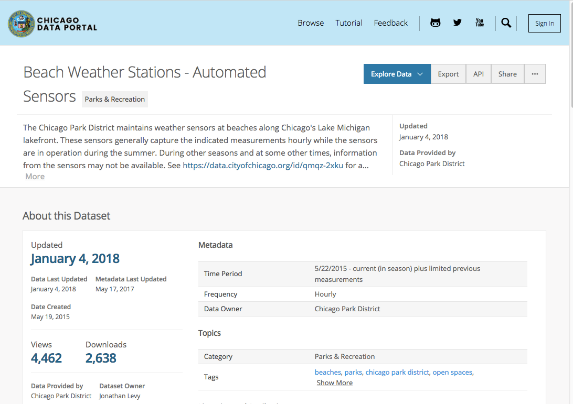 CHICAGO
DATA PORTAL
Browse Tutorial Feedback
Sign In
Beach Weather Stations - Automated
Sensors Parks & Recreation
Explore Data Export API Share ...
The Chicago Park District maintains weather sensors at beaches along Chicago's Lake Michigan
lakefront. These sensors generally capture the indicated measurements hourly while the sensors
are in operation during the summer. During other seasons and at some other times, information
from the sensors may not be available. See https://data.cityofchicago.org/id/qmqz-2xku for a...
More
Updated
January 4, 2018
Data Provided by
Chicago Park District
About this Dataset
Updated
January 4, 2018
Data Last Updated Metadata Last Updated
January 4, 2018 May 17, 2017
Date Created
May 19, 2015
Views Downloads
4,462 2,638
Data Provided by Dataset Owner
Chicago Park District Jonathan Levy
Metadata
Time Period 5/22/2015 - current (in season) plus limited previous
measurements
Frequency Hourly
Data Owner Chicago Park District
Topics
Category Parks & Recreation
Tags beaches, parks, chicago park district, open spaces,
Show More